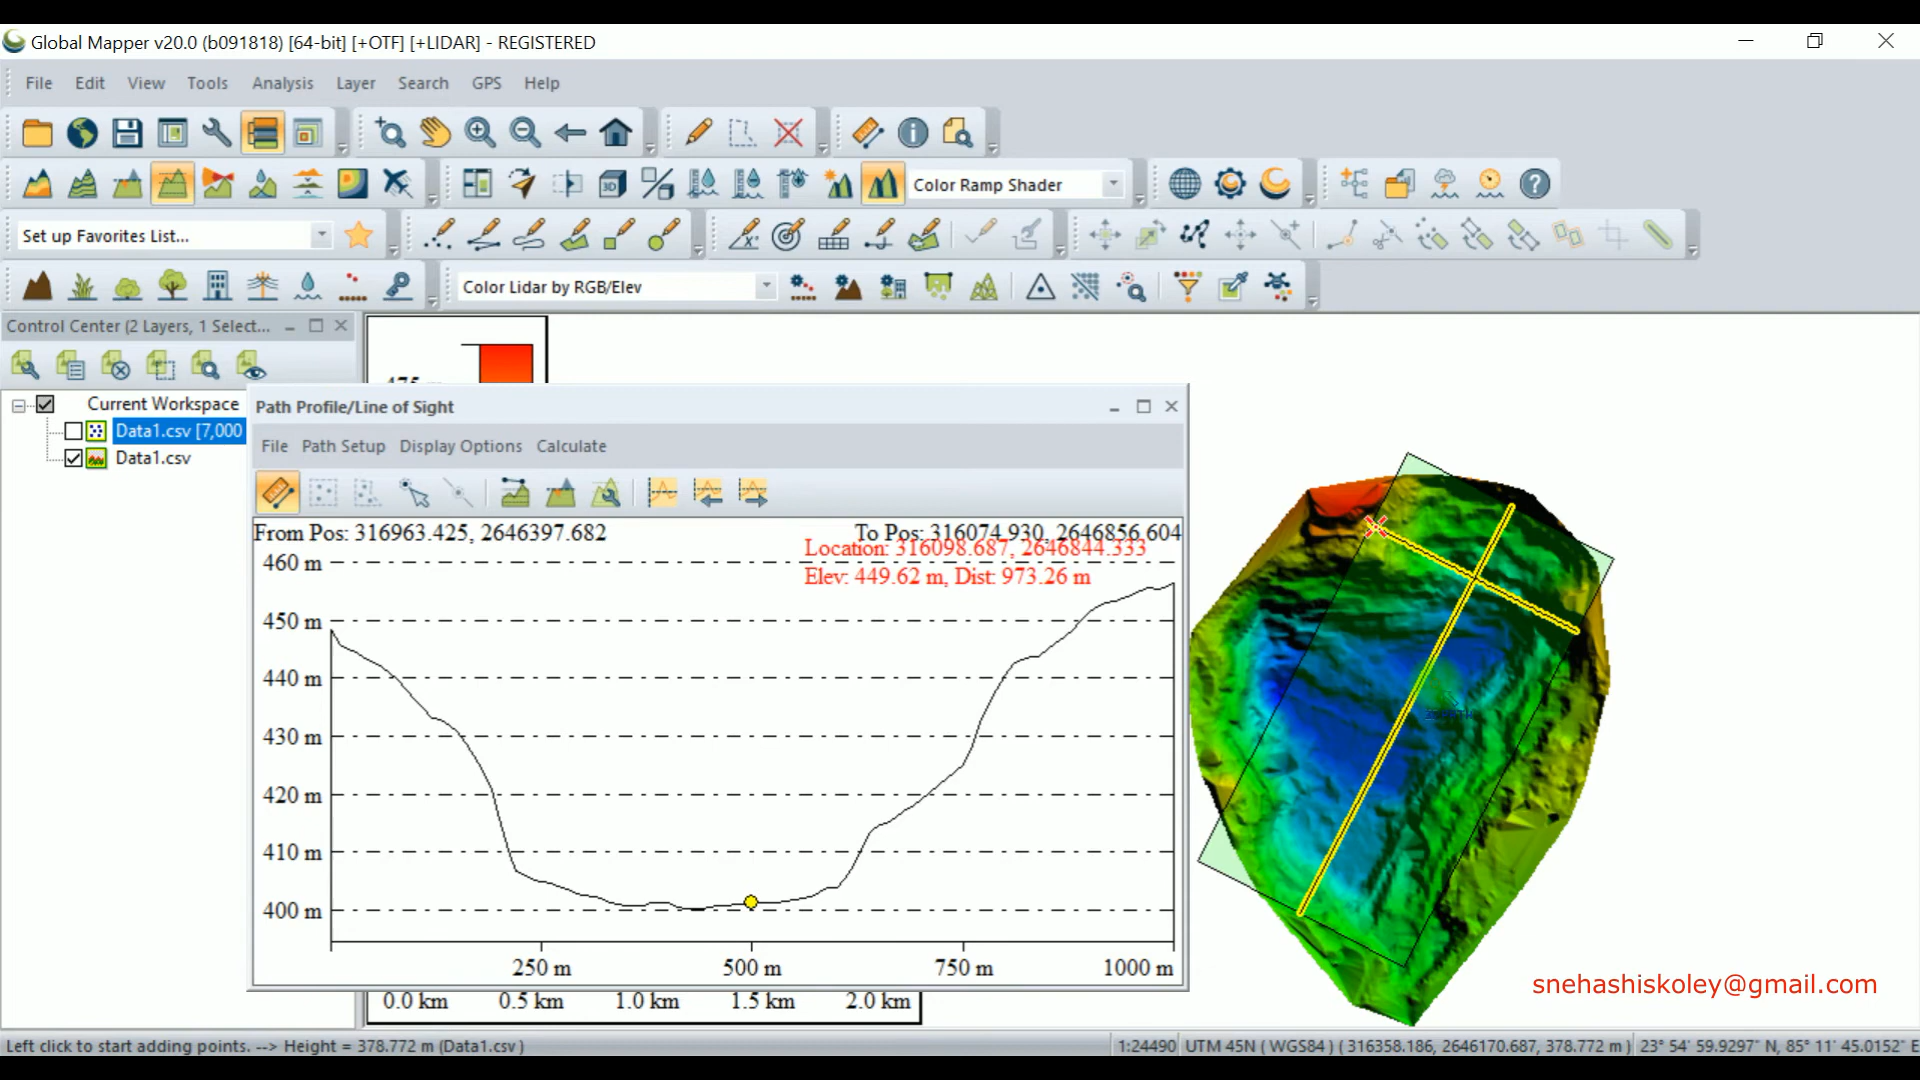 Global Mapper v20.0 (b091818) [64-bit] [+OTF] [+LIDAR] - REGISTERED
File Edit View Tools Analysis Layer Search GPS Help
3D Color Ramp Shader
Set up Favorites List...
Color Lidar by RGB/Elev
Control Center (2 Layers, 1 Select...
Current Workspace
Data1.csv [7,000
Data1.csv
Path Profile/Line of Sight
File Path Setup Display Options Calculate
From Pos: 316963.425, 2646397.682 To Pos: 316074.930, 2646856.604
Location: 316098.687, 2646844.333
Elev: 449.62 m, Dist: 973.26 m
460 m
450 m
440 m
430 m
420 m
410 m
400 m
250 m 500 m 750 m 1000 m
0.0 km 0.5 km 1.0 km 1.5 km 2.0 km
snehashiskoley@gmail.com
Left click to start adding points. --> Height = 378.772 m (Data1.csv ) 1:24490 UTM 45N ( WGS84 ) ( 316358.186, 2646170.687, 378.772 m ) 23° 54' 59.9297" N, 85° 11' 45.0152" E